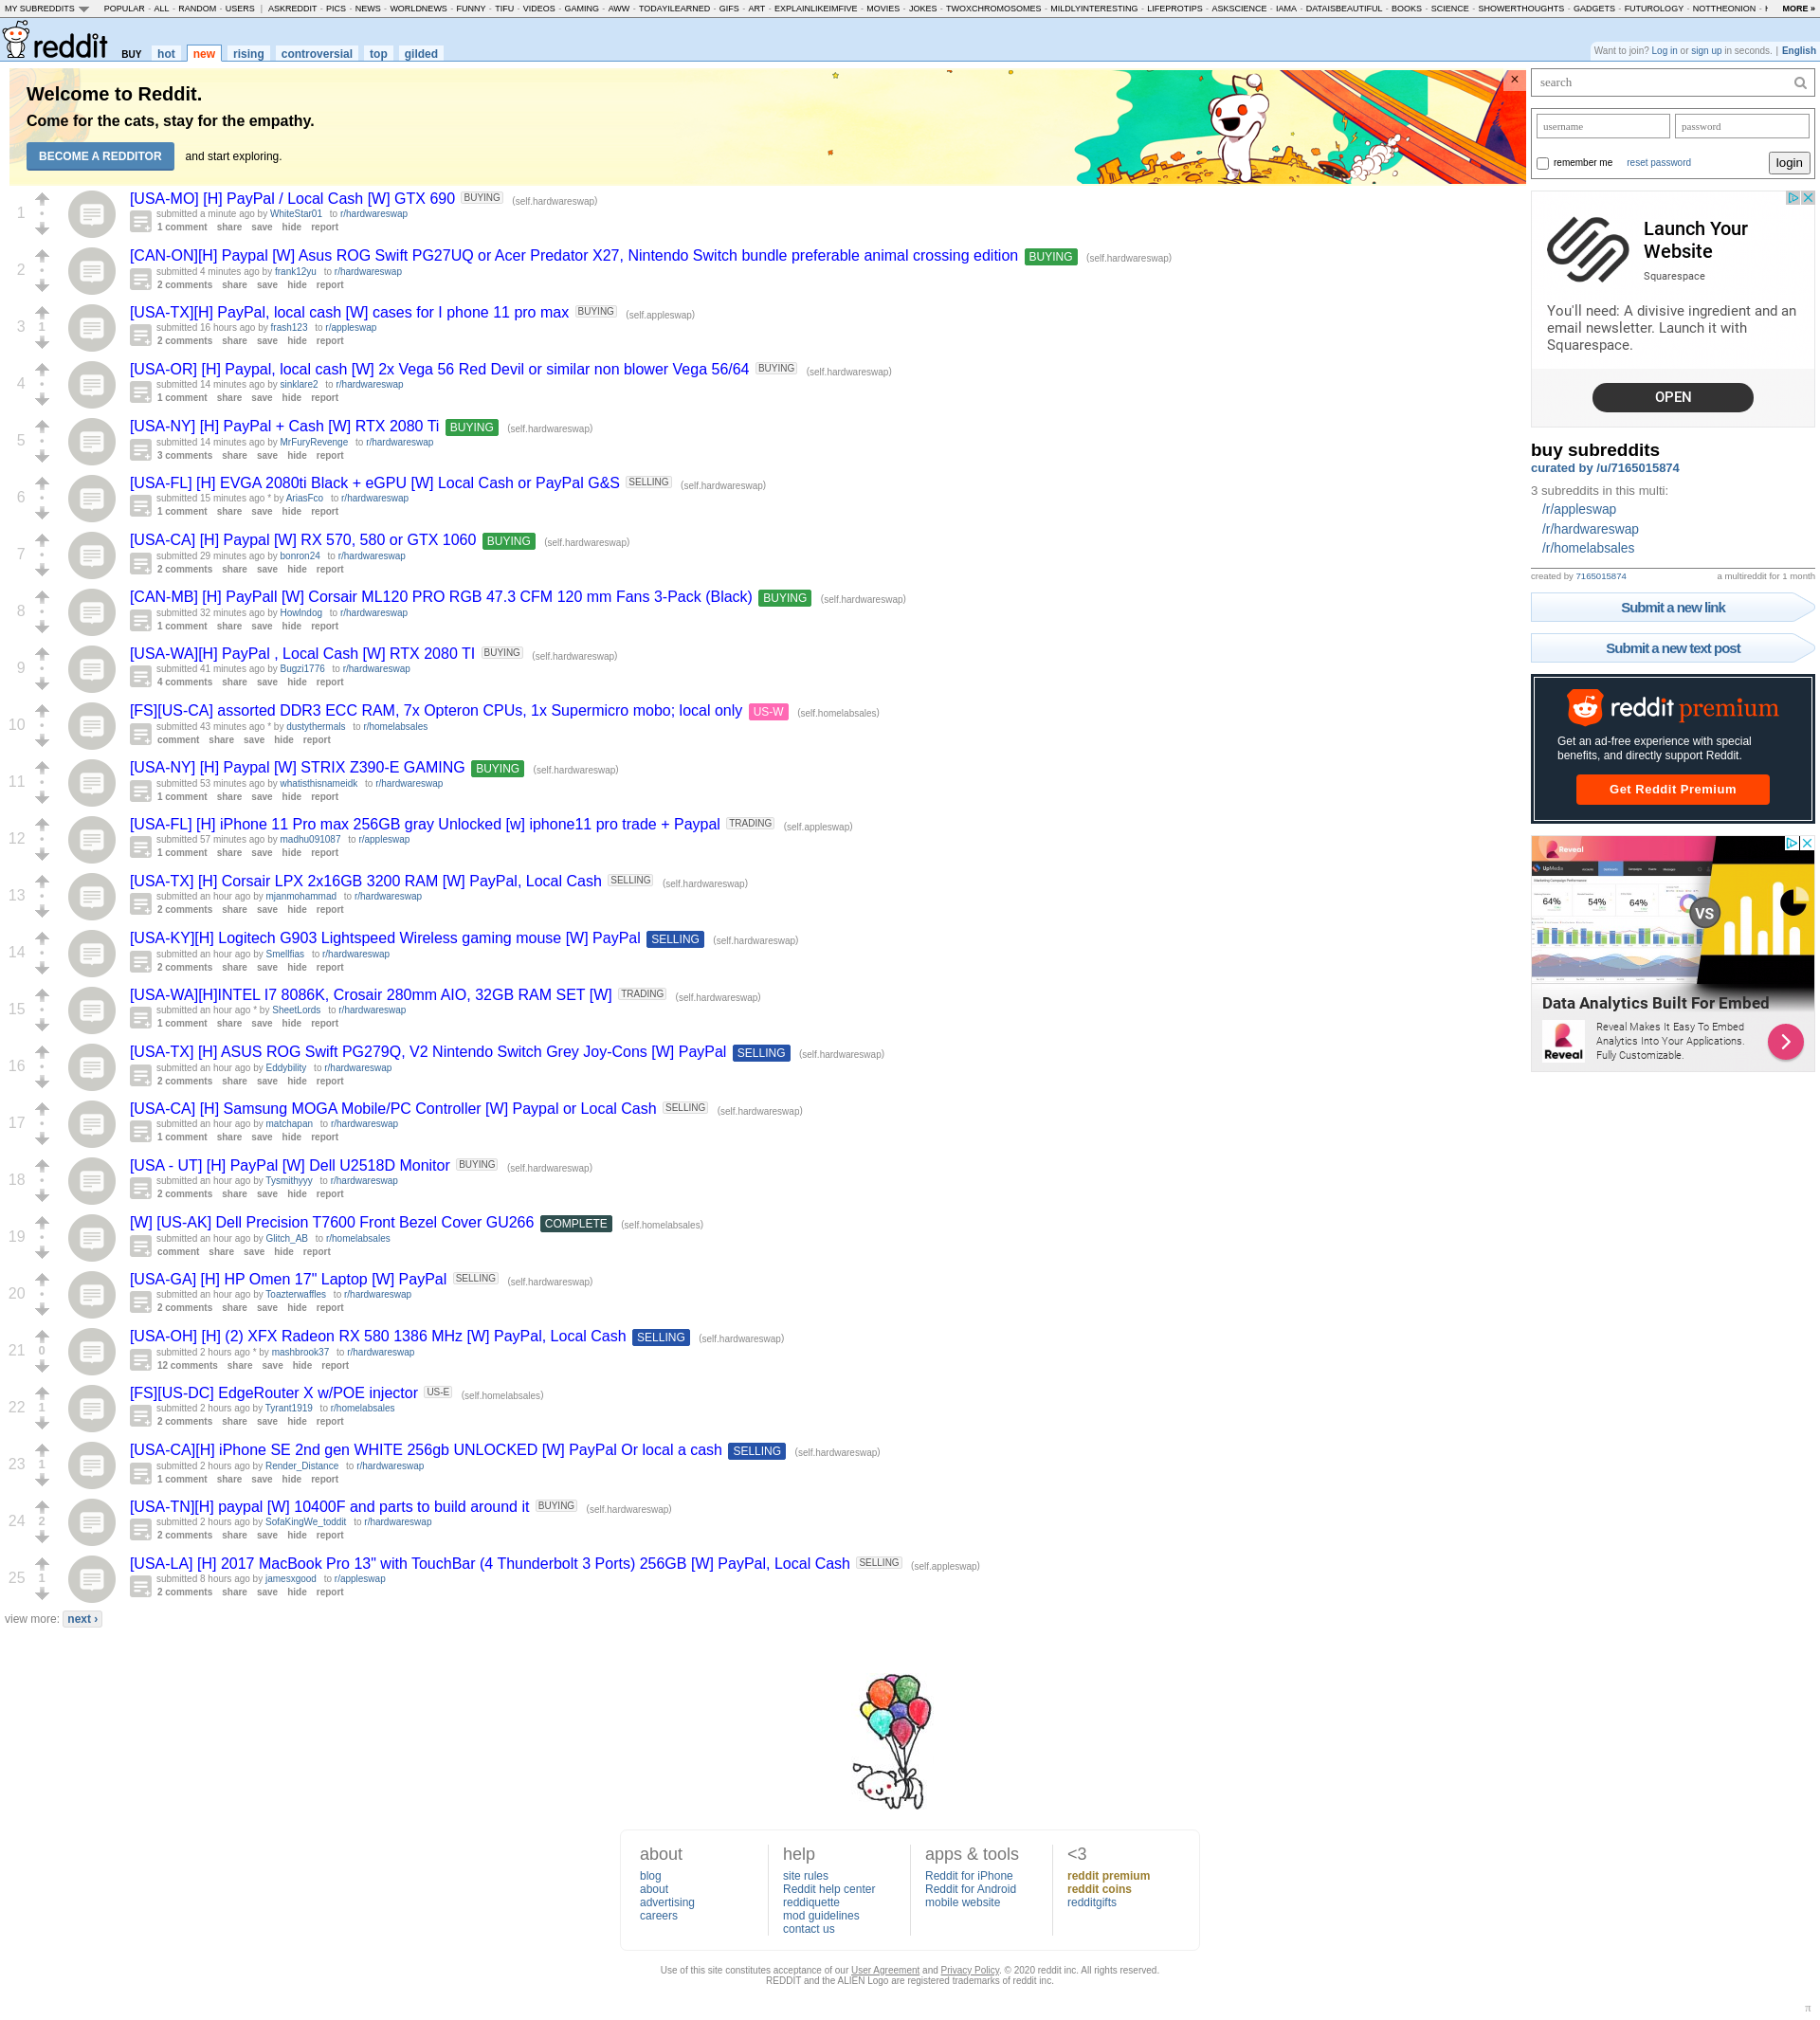 MY SUBREDDITS POPULAR - ALL - RANDOM - USERS | ASKREDDIT - PICS - NEWS - WORLDNEWS - FUNNY - TIFU - VIDEOS - GAMING - AWW - TODAYILEARNED - GIFS - ART - EXPLAINLIKEIMFIVE - MOVIES - JOKES - TWOXCHROMOSOMES - MILDLYINTERESTING - LIFEPROTIPS - ASKSCIENCE - IAMA - DATAISBEAUTIFUL - BOOKS - SCIENCE - SHOWERTHOUGHTS - GADGETS - FUTUROLOGY - NOTTHEONION - MORE »
reddit BUY hot new rising controversial top gilded
Want to join? Log in or sign up in seconds. | English
Welcome to Reddit.
Come for the cats, stay for the empathy.
BECOME A REDDITOR and start exploring.
×
1
[USA-MO] [H] PayPal / Local Cash [W] GTX 690 BUYING (self.hardwareswap)
submitted a minute ago by WhiteStar01 to r/hardwareswap
1 comment share save hide report
2
[CAN-ON][H] Paypal [W] Asus ROG Swift PG27UQ or Acer Predator X27, Nintendo Switch bundle preferable animal crossing edition BUYING (self.hardwareswap)
submitted 4 minutes ago by frank12yu to r/hardwareswap
2 comments share save hide report
3 1
[USA-TX][H] PayPal, local cash [W] cases for I phone 11 pro max BUYING (self.appleswap)
submitted 16 hours ago by frash123 to r/appleswap
2 comments share save hide report
4
[USA-OR] [H] Paypal, local cash [W] 2x Vega 56 Red Devil or similar non blower Vega 56/64 BUYING (self.hardwareswap)
submitted 14 minutes ago by sinklare2 to r/hardwareswap
1 comment share save hide report
5
[USA-NY] [H] PayPal + Cash [W] RTX 2080 Ti BUYING (self.hardwareswap)
submitted 14 minutes ago by MrFuryRevenge to r/hardwareswap
3 comments share save hide report
6
[USA-FL] [H] EVGA 2080ti Black + eGPU [W] Local Cash or PayPal G&S SELLING (self.hardwareswap)
submitted 15 minutes ago * by AriasFco to r/hardwareswap
1 comment share save hide report
7
[USA-CA] [H] Paypal [W] RX 570, 580 or GTX 1060 BUYING (self.hardwareswap)
submitted 29 minutes ago by bonron24 to r/hardwareswap
2 comments share save hide report
8
[CAN-MB] [H] PayPall [W] Corsair ML120 PRO RGB 47.3 CFM 120 mm Fans 3-Pack (Black) BUYING (self.hardwareswap)
submitted 32 minutes ago by Howlndog to r/hardwareswap
1 comment share save hide report
9
[USA-WA][H] PayPal , Local Cash [W] RTX 2080 TI BUYING (self.hardwareswap)
submitted 41 minutes ago by Bugzi1776 to r/hardwareswap
4 comments share save hide report
10
[FS][US-CA] assorted DDR3 ECC RAM, 7x Opteron CPUs, 1x Supermicro mobo; local only US-W (self.homelabsales)
submitted 43 minutes ago * by dustythermals to r/homelabsales
comment share save hide report
11
[USA-NY] [H] Paypal [W] STRIX Z390-E GAMING BUYING (self.hardwareswap)
submitted 53 minutes ago by whatisthisnameidk to r/hardwareswap
1 comment share save hide report
12
[USA-FL] [H] iPhone 11 Pro max 256GB gray Unlocked [w] iphone11 pro trade + Paypal TRADING (self.appleswap)
submitted 57 minutes ago by madhu091087 to r/appleswap
1 comment share save hide report
13
[USA-TX] [H] Corsair LPX 2x16GB 3200 RAM [W] PayPal, Local Cash SELLING (self.hardwareswap)
submitted an hour ago by mjanmohammad to r/hardwareswap
2 comments share save hide report
14
[USA-KY][H] Logitech G903 Lightspeed Wireless gaming mouse [W] PayPal SELLING (self.hardwareswap)
submitted an hour ago by Smellfias to r/hardwareswap
2 comments share save hide report
15
[USA-WA][H]INTEL I7 8086K, Crosair 280mm AIO, 32GB RAM SET [W] TRADING (self.hardwareswap)
submitted an hour ago * by SheetLords to r/hardwareswap
1 comment share save hide report
16
[USA-TX] [H] ASUS ROG Swift PG279Q, V2 Nintendo Switch Grey Joy-Cons [W] PayPal SELLING (self.hardwareswap)
submitted an hour ago by Eddybility to r/hardwareswap
2 comments share save hide report
17
[USA-CA] [H] Samsung MOGA Mobile/PC Controller [W] Paypal or Local Cash SELLING (self.hardwareswap)
submitted an hour ago by matchapan to r/hardwareswap
1 comment share save hide report
18
[USA - UT] [H] PayPal [W] Dell U2518D Monitor BUYING (self.hardwareswap)
submitted an hour ago by Tysmithyyy to r/hardwareswap
2 comments share save hide report
19
[W] [US-AK] Dell Precision T7600 Front Bezel Cover GU266 COMPLETE (self.homelabsales)
submitted an hour ago by Glitch_AB to r/homelabsales
comment share save hide report
20
[USA-GA] [H] HP Omen 17" Laptop [W] PayPal SELLING (self.hardwareswap)
submitted an hour ago by Toazterwaffles to r/hardwareswap
2 comments share save hide report
21 0
[USA-OH] [H] (2) XFX Radeon RX 580 1386 MHz [W] PayPal, Local Cash SELLING (self.hardwareswap)
submitted 2 hours ago * by mashbrook37 to r/hardwareswap
12 comments share save hide report
22 1
[FS][US-DC] EdgeRouter X w/POE injector US-E (self.homelabsales)
submitted 2 hours ago by Tyrant1919 to r/homelabsales
2 comments share save hide report
23 1
[USA-CA][H] iPhone SE 2nd gen WHITE 256gb UNLOCKED [W] PayPal Or local a cash SELLING (self.hardwareswap)
submitted 2 hours ago by Render_Distance to r/hardwareswap
1 comment share save hide report
24 2
[USA-TN][H] paypal [W] 10400F and parts to build around it BUYING (self.hardwareswap)
submitted 2 hours ago by SofaKingWe_toddit to r/hardwareswap
2 comments share save hide report
25 1
[USA-LA] [H] 2017 MacBook Pro 13" with TouchBar (4 Thunderbolt 3 Ports) 256GB [W] PayPal, Local Cash SELLING (self.appleswap)
submitted 8 hours ago by jamesxgood to r/appleswap
2 comments share save hide report
view more: next ›
search
username password
remember me reset password login
Launch Your
Website
Squarespace
You'll need: A divisive ingredient and an
email newsletter. Launch it with
Squarespace.
OPEN
buy subreddits
curated by /u/7165015874
3 subreddits in this multi:
/r/appleswap
/r/hardwareswap
/r/homelabsales
created by 7165015874 a multireddit for 1 month
Submit a new link
Submit a new text post
reddit premium
Get an ad-free experience with special
benefits, and directly support Reddit.
Get Reddit Premium
Reveal
UpMedia
64% 54% 64%
VS
Data Analytics Built For Embed
Reveal Makes It Easy To Embed
Analytics Into Your Applications.
Fully Customizable.
Reveal
about
blog
about
advertising
careers
help
site rules
Reddit help center
reddiquette
mod guidelines
contact us
apps & tools
Reddit for iPhone
Reddit for Android
mobile website
<3
reddit premium
reddit coins
redditgifts
Use of this site constitutes acceptance of our User Agreement and Privacy Policy. © 2020 reddit inc. All rights reserved.
REDDIT and the ALIEN Logo are registered trademarks of reddit inc.
π